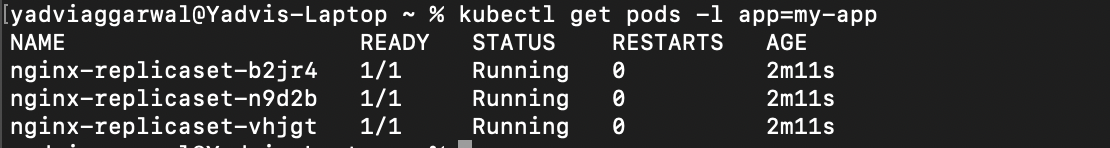 yadviaggarwal@Yadvis-Laptop ~ % kubectl get pods -l app=my-app
NAME READY STATUS RESTARTS AGE
nginx-replicaset-b2jr4 1/1 Running 0 2m11s
nginx-replicaset-n9d2b 1/1 Running 0 2m11s
nginx-replicaset-vhjgt 1/1 Running 0 2m11s